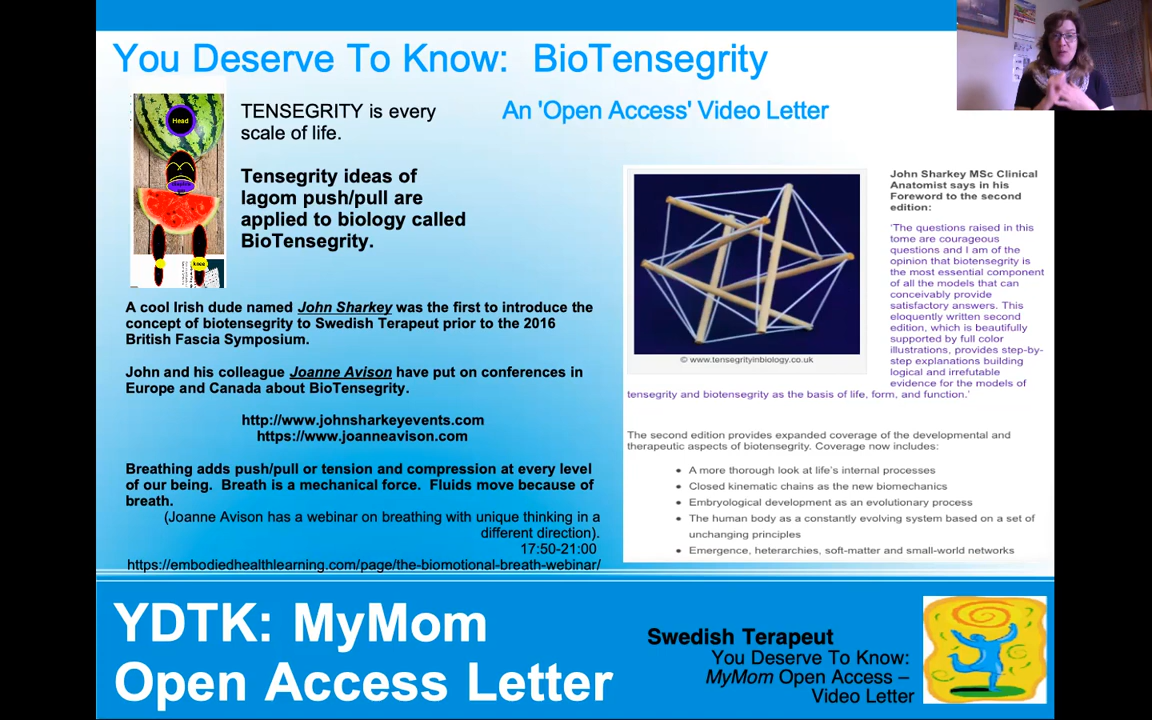 You Deserve To Know: BioTensegrity
An 'Open Access' Video Letter
Head
TENSEGRITY is every
scale of life.
Tensegrity ideas of
lagom push/pull are
applied to biology called
BioTensegrity.
knee
A cool Irish dude named John Sharkey was the first to introduce the
concept of biotensegrity to Swedish Terapeut prior to the 2016
British Fascia Symposium.
John and his colleague Joanne Avison have put on conferences in
Europe and Canada about BioTensegrity.
http://www.johnsharkeyevents.com
https://www.joanneavison.com
Breathing adds push/pull or tension and compression at every level
of our being. Breath is a mechanical force. Fluids move because of
breath.
(Joanne Avison has a webinar on breathing with unique thinking in a
different direction).
17:50-21:00
https://embodiedhealthlearning.com/page/the-biomotional-breath-webinar/
© www.tensegrityinbiology.co.uk
John Sharkey MSc Clinical
Anatomist says in his
Foreword to the second
edition:
'The questions raised in this
tome are courageous
questions and I am of the
opinion that biotensegrity is
the most essential component
of all the models that can
conceivably provide
satisfactory answers. This
eloquently written second
edition, which is beautifully
supported by full color
illustrations, provides step-by-
step explanations building
logical and irrefutable
evidence for the models of
tensegrity and biotensegrity as the basis of life, form, and function.'
The second edition provides expanded coverage of the developmental and
therapeutic aspects of biotensegrity. Coverage now includes:
• A more thorough look at life's internal processes
• Closed kinematic chains as the new biomechanics
• Embryological development as an evolutionary process
• The human body as a constantly evolving system based on a set of
unchanging principles
• Emergence, heterarchies, soft-matter and small-world networks
YDTK: MyMom
Open Access Letter
Swedish Terapeut
You Deserve To Know:
MyMom Open Access –
Video Letter